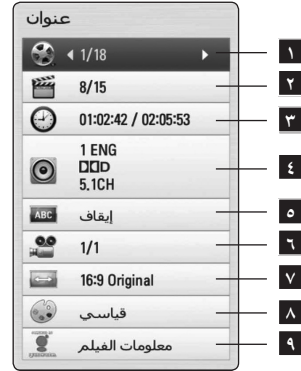 عنوان
1/18 ١
8/15 ٢
01:02:42 / 02:05:53 ٣
1 ENG
D
5.1CH ٤
ABC إيقاف ٥
1/1 ٦
16:9 Original ٧
قياسي ٨
معلومات الفيلم ٩